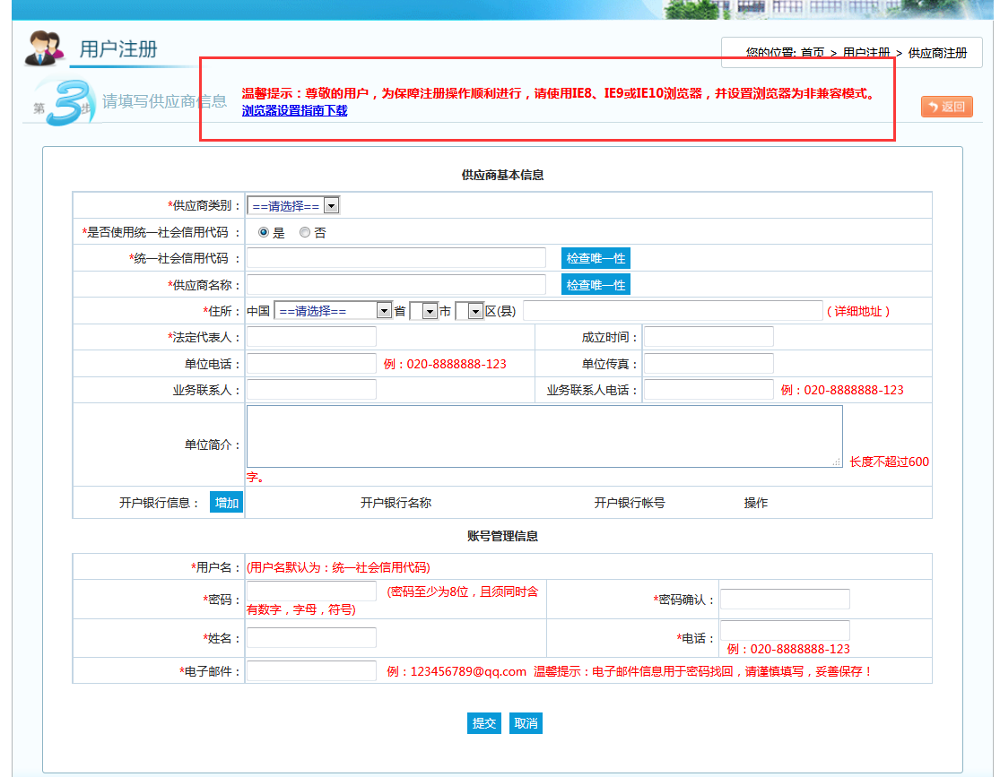 用户注册
您的位置: 首页 > 用户注册 > 供应商注册
第3步 请填写供应商信息
温馨提示：尊敬的用户，为保障注册操作顺利进行，请使用IE8、IE9或IE10浏览器，并设置浏览器为非兼容模式。
浏览器设置指南下载
返回
供应商基本信息
*供应商类别： ==请选择==
*是否使用统一社会信用代码 ： 是 否
*统一社会信用代码 ： 检查唯一性
*供应商名称： 检查唯一性
*住所： 中国 ==请选择== 省 市 区(县) （详细地址）
*法定代表人： 成立时间：
单位电话： 例：020-8888888-123 单位传真：
业务联系人： 业务联系人电话： 例：020-8888888-123
单位简介： 长度不超过600
字。
开户银行信息： 增加 开户银行名称 开户银行帐号 操作
账号管理信息
*用户名： (用户名默认为：统一社会信用代码)
*密码： (密码至少为8位，且须同时含
有数字，字母，符号)
*密码确认：
*姓名： *电话：
例：020-8888888-123
*电子邮件： 例：123456789@qq.com 温馨提示：电子邮件信息用于密码找回，请谨慎填写，妥善保存！
提交 取消